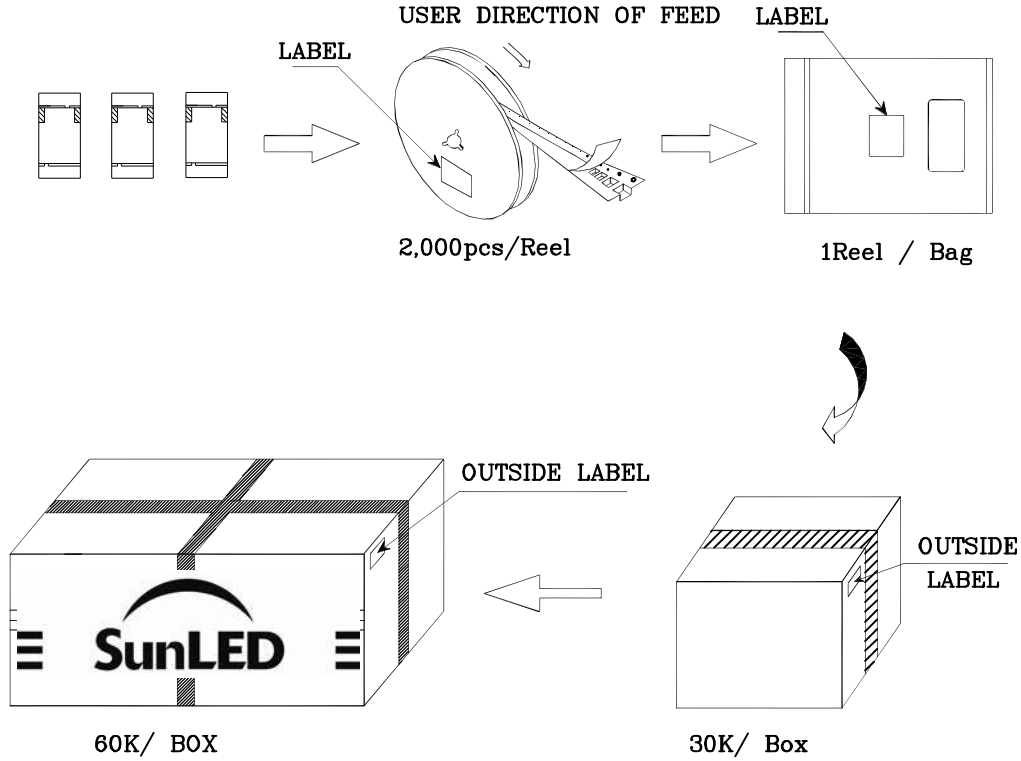 USER DIRECTION OF FEED
LABEL
LABEL
2,000pcs/Reel
1Reel / Bag
OUTSIDE LABEL
OUTSIDE
LABEL
SunLED
60K/ BOX
30K/ Box